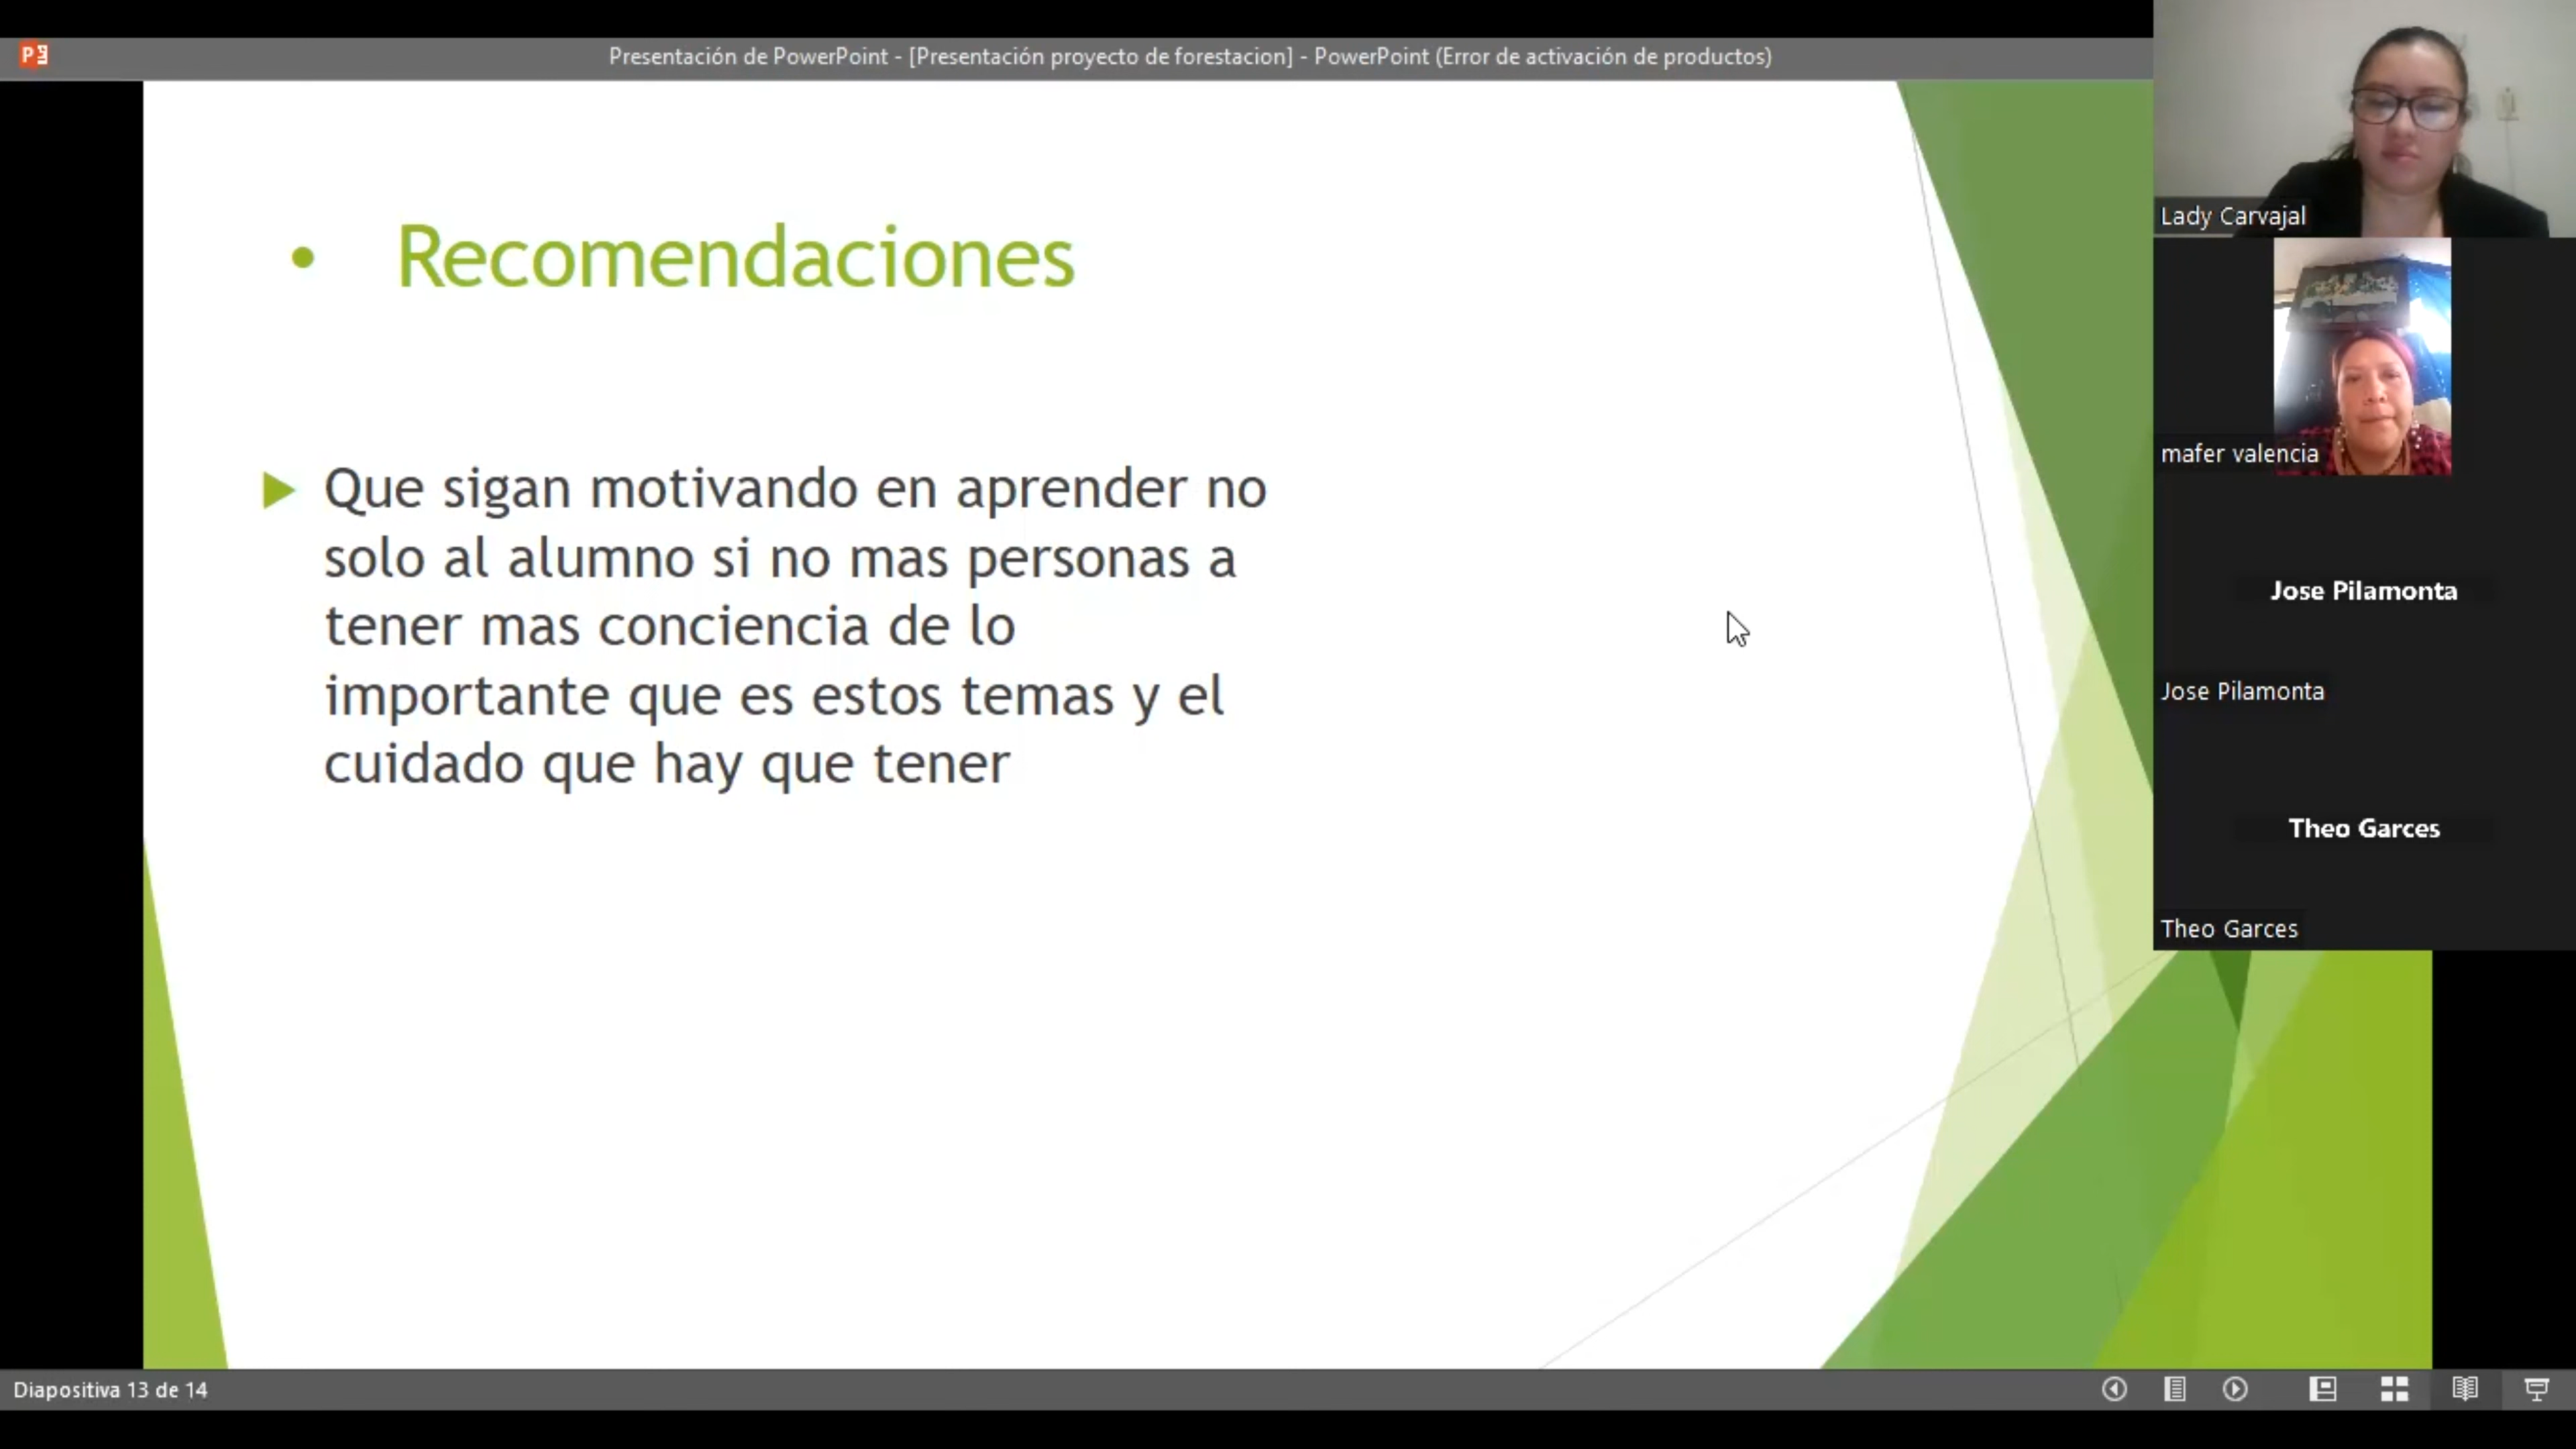 Presentación de PowerPoint - [Presentación proyecto de forestacion] - PowerPoint (Error de activación de productos)
• Recomendaciones
Que sigan motivando en aprender no
solo al alumno si no mas personas a
tener mas conciencia de lo
importante que es estos temas y el
cuidado que hay que tener
Lady Carvajal
mafer valencia
Jose Pilamonta
Jose Pilamonta
Theo Garces
Theo Garces
Diapositiva 13 de 14